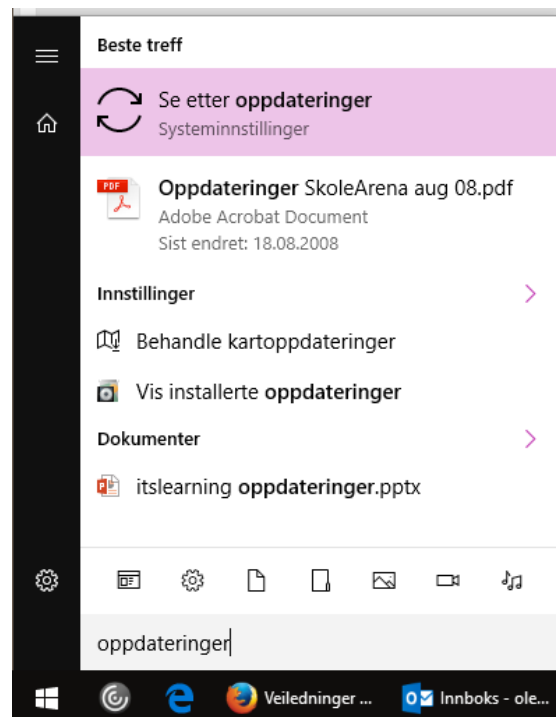 Beste treff
Se etter oppdateringer
Systeminnstillinger
PDF
Oppdateringer SkoleArena aug 08.pdf
Adobe Acrobat Document
Sist endret: 18.08.2008
Innstillinger
Behandle kartoppdateringer
Vis installerte oppdateringer
Dokumenter
itslearning oppdateringer.pptx
oppdateringer
Veiledninger ...
Innboks - ole...